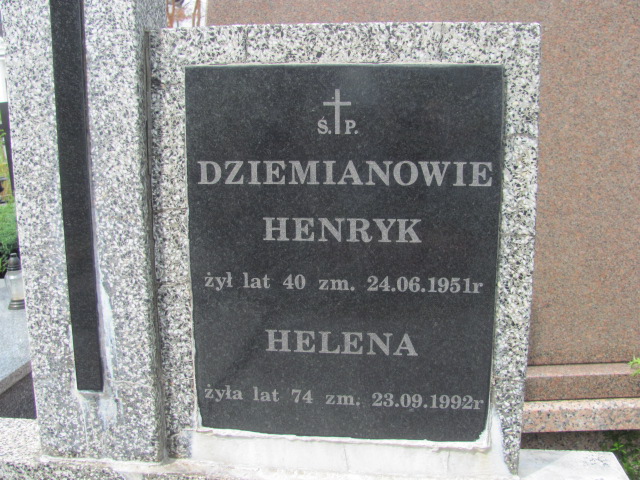 Ś.P.
DZIEMIANOWIE
HENRYK
żył lat 40 zm. 24.06.1951r
HELENA
żyła lat 74 zm. 23.09.1992r